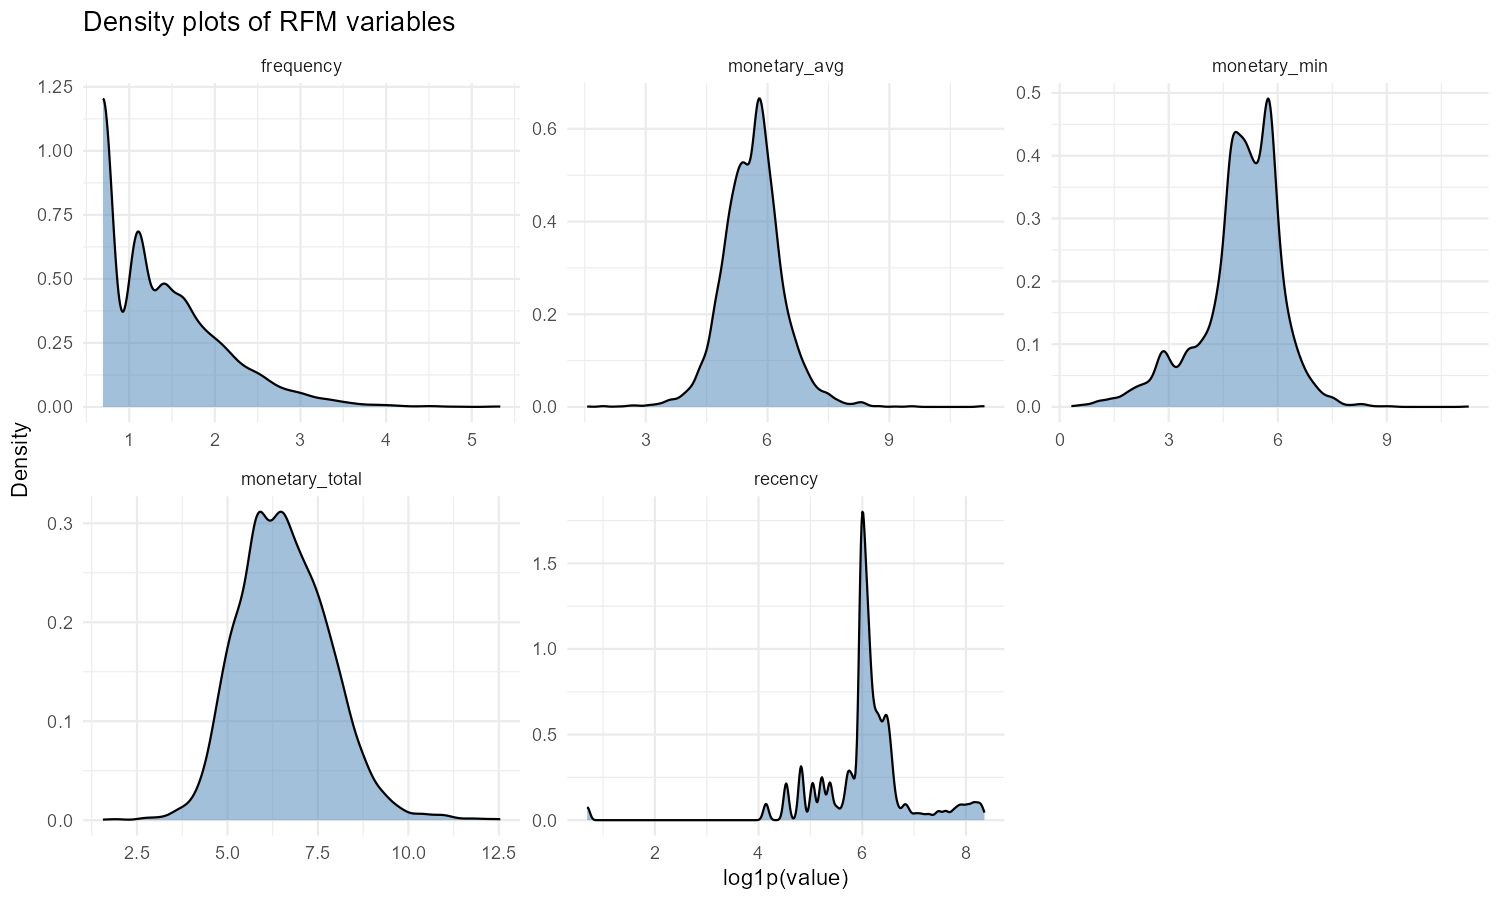 Density plots of RFM variables
frequency
monetary_avg
monetary_min
1.25
1.00
0.75
0.50
0.25
0.00
1 2 3 4 5
0.6
0.4
0.2
0.0
3 6 9
0.5
0.4
0.3
0.2
0.1
0.0
0 3 6 9
Density
monetary_total
recency
0.3
0.2
0.1
0.0
2.5 5.0 7.5 10.0 12.5
1.5
1.0
0.5
0.0
2 4 6 8
log1p(value)